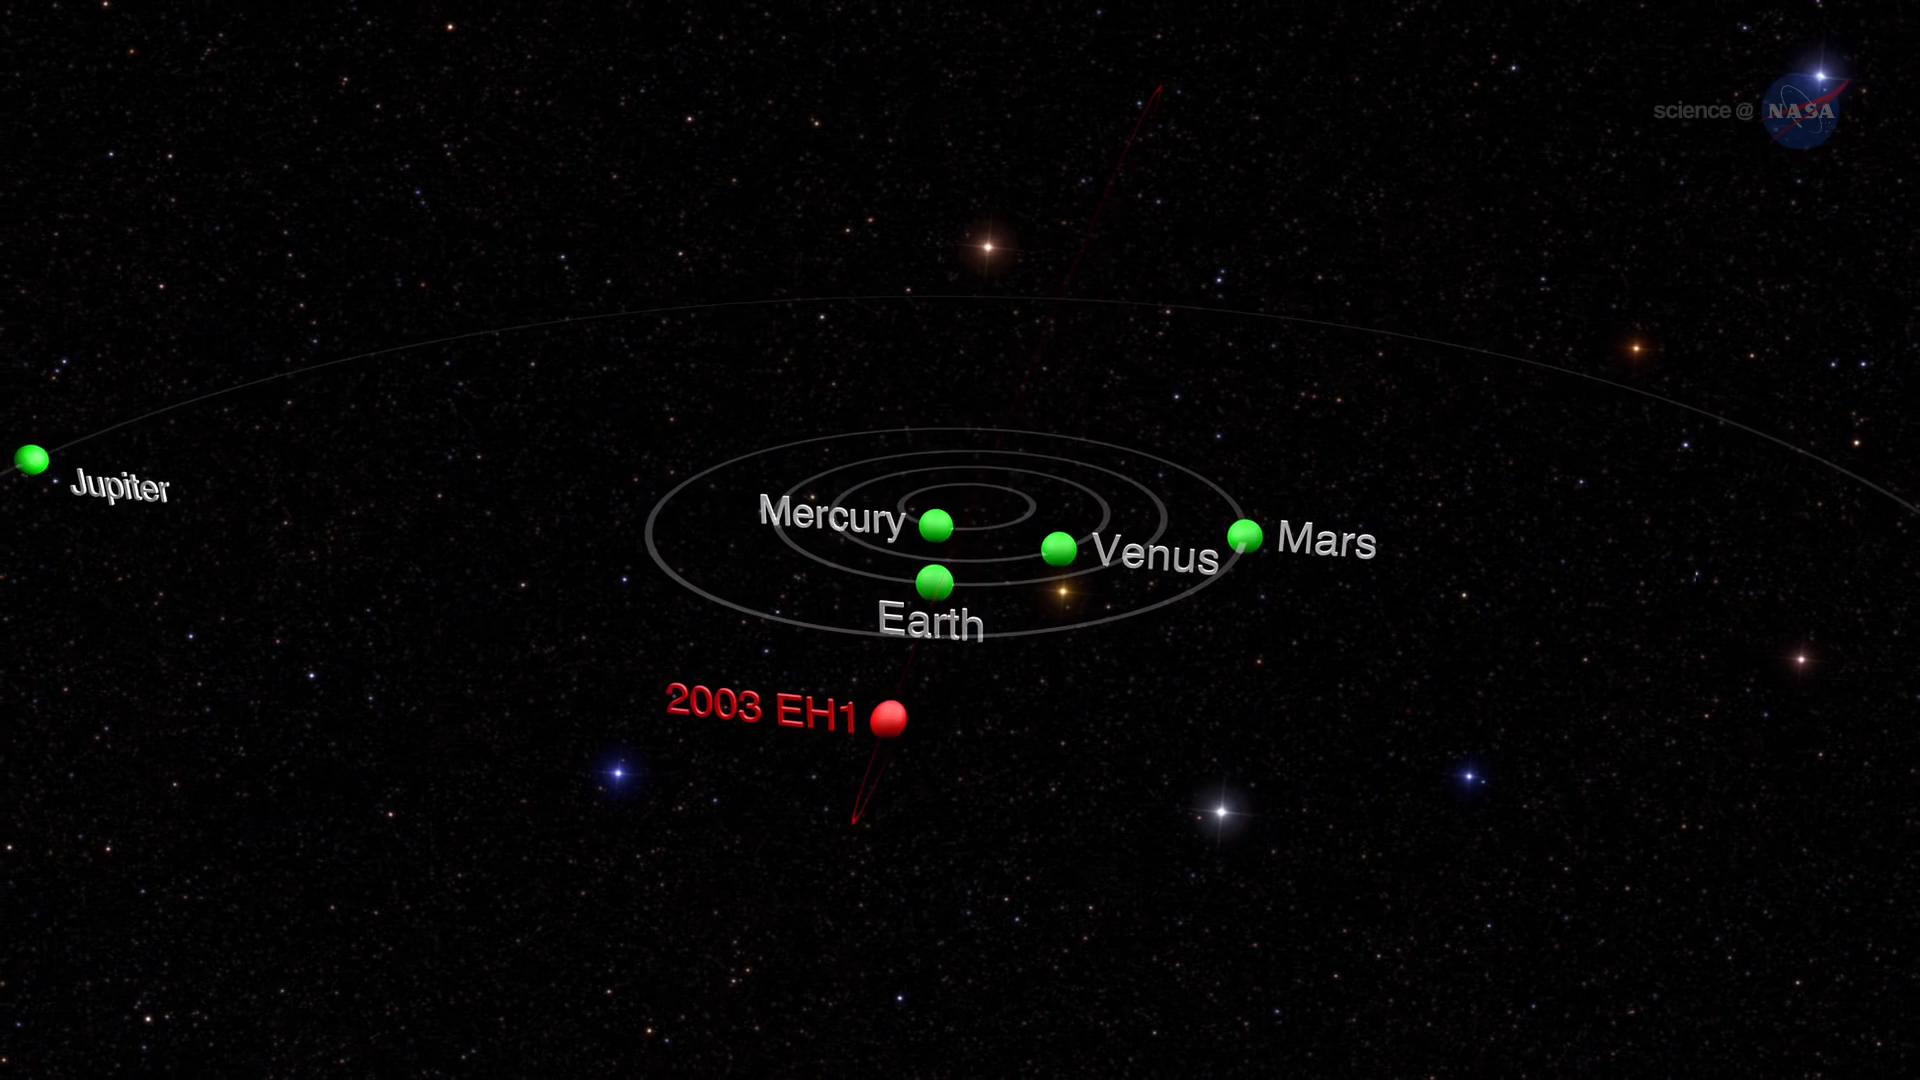 science @ NASA
Jupiter
Mercury
Venus
Mars
Earth
2003 EH1